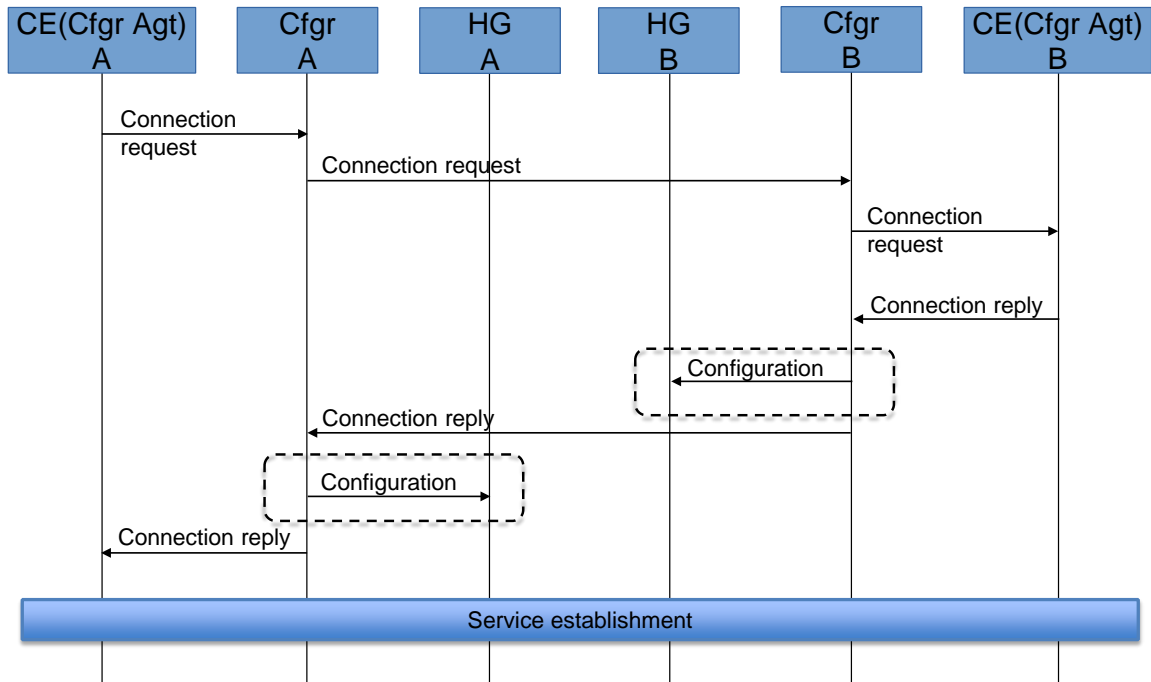 CE(Cfgr Agt)
A
Cfgr
A
HG
A
HG
B
Cfgr
B
CE(Cfgr Agt)
B
Connection
request
Connection request
Connection
request
Connection reply
Configuration
Connection reply
Configuration
Connection reply
Service establishment